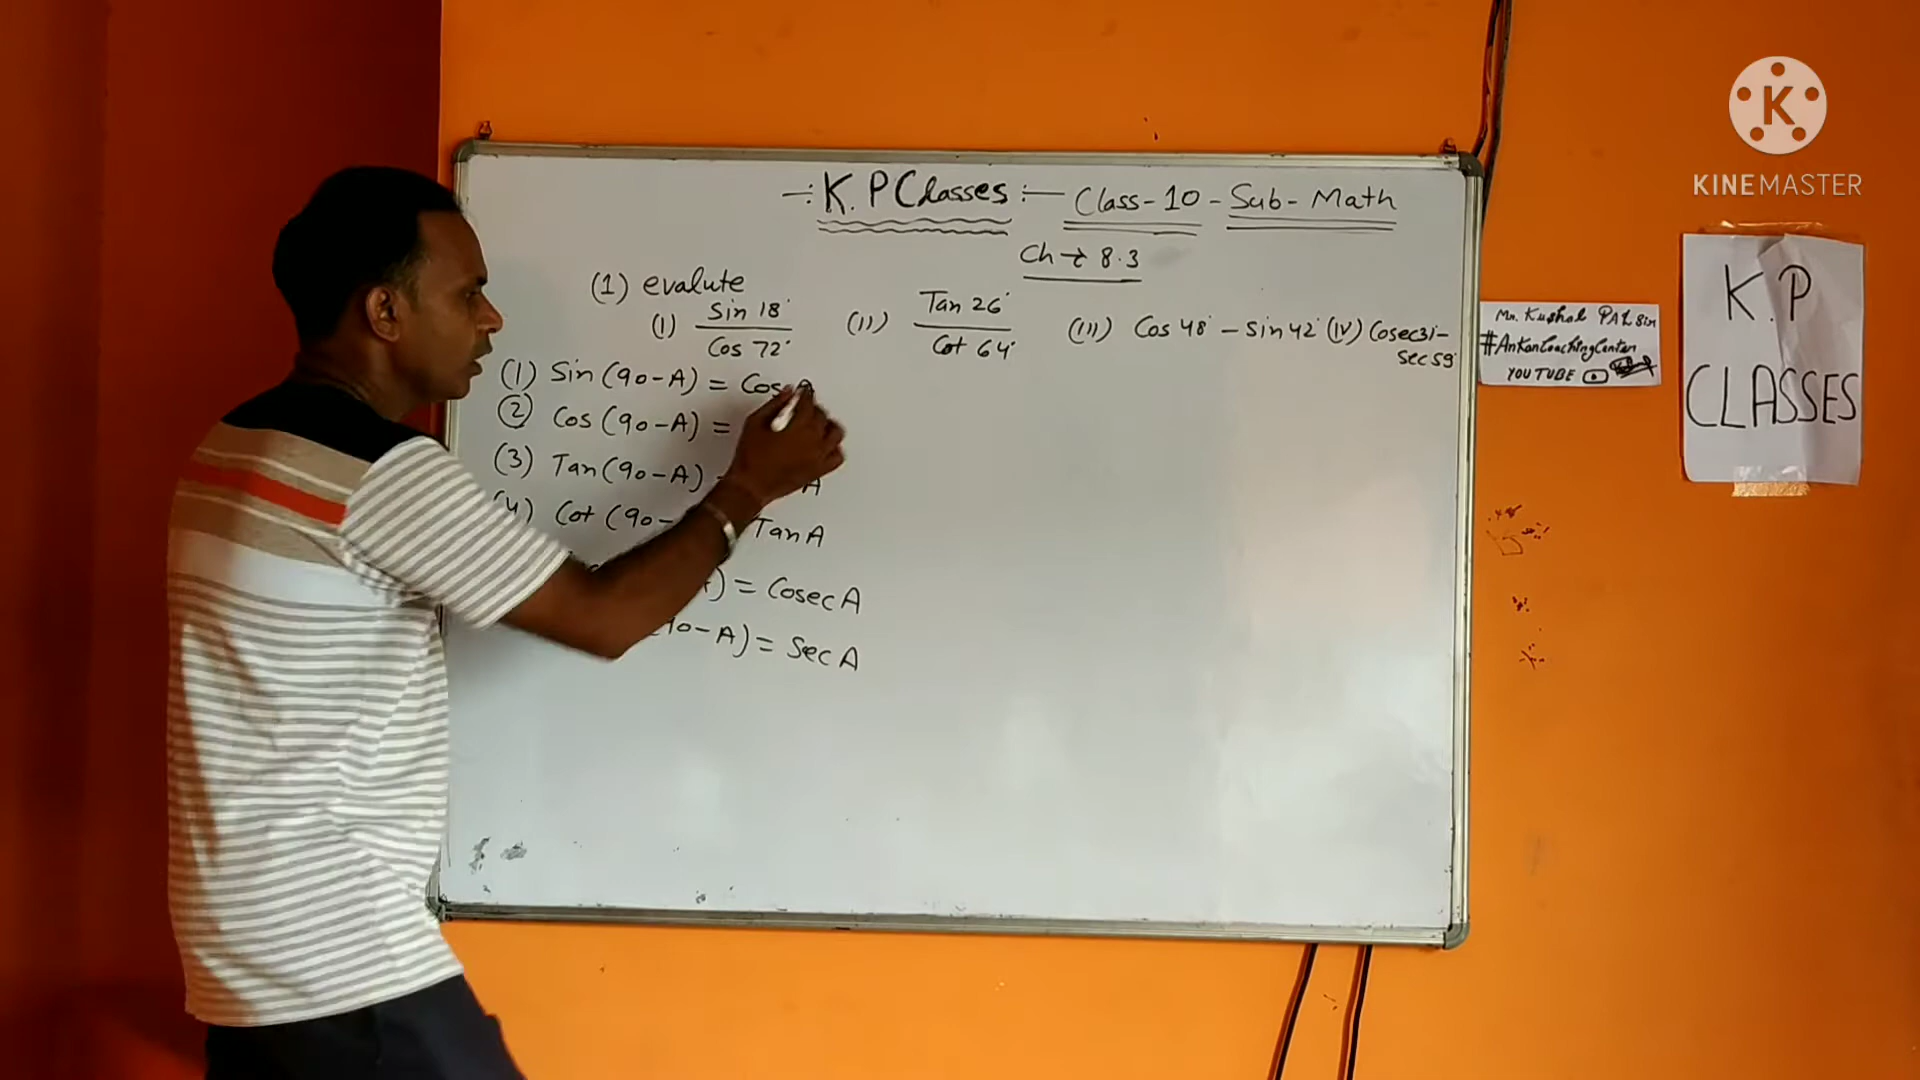 K
KINEMASTER
-: K. P Classes :- Class-10 - Sub- Math
Ch → 8.3
(1) evalute
(I) Sin 18° / Cos 72° (II) Tan 26° / Cot 64° (III) Cos 48° - Sin 42° (IV) Cosec31-
Sec 59°
(1) Sin (90-A) = Cos A
(2) Cos (90-A) =
(3) Tan (90-A) A
(4) Cot (90- Tan A
) = Cosec A
90-A) = Sec A
Mr. Kushal PAL Sir
#AnkanCoachingCenter
YOUTUBE
K.P
CLASSES